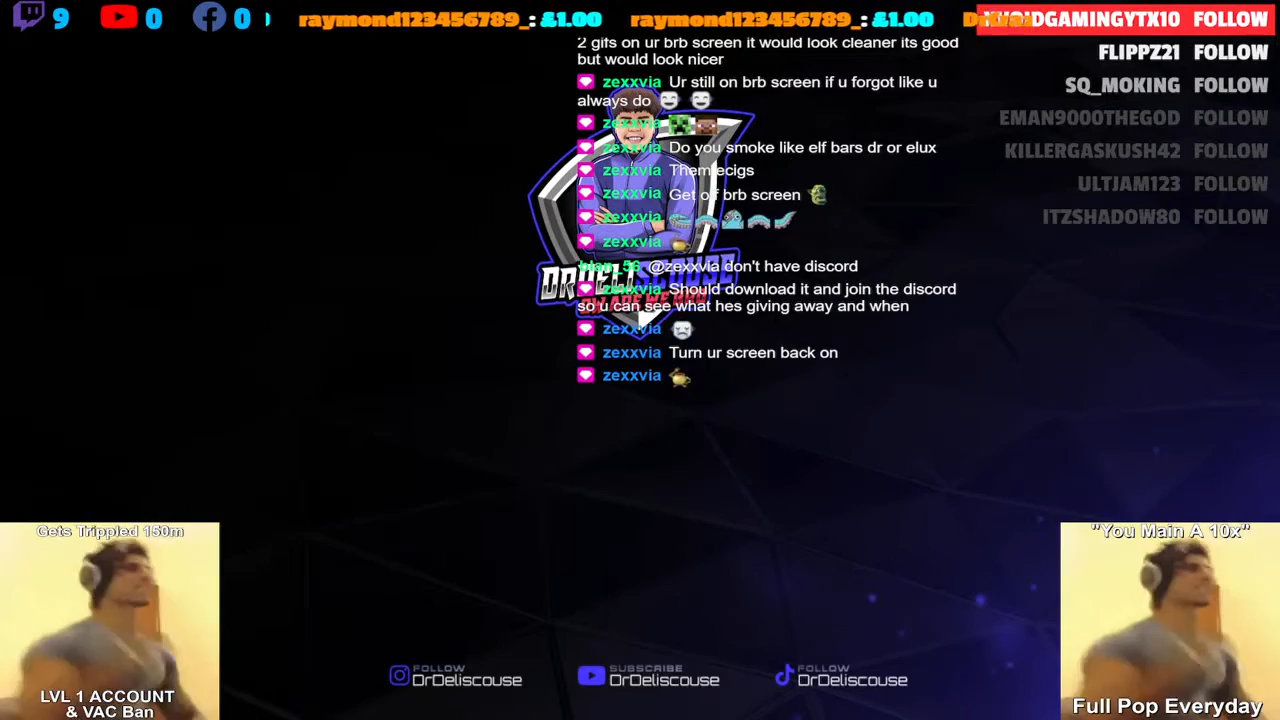 9 0 0
raymond123456789_: £1.00 raymond123456789_: £1.00
FOLLOW
FLIPPZ21 FOLLOW
SQ_MOKING FOLLOW
EMAN9000THEGOD FOLLOW
KILLERGASKUSH42 FOLLOW
ULTJAM123 FOLLOW
ITZSHADOW80 FOLLOW
2 gifs on ur brb screen it would look cleaner its good
but would look nicer
zexxvia Ur still on brb screen if u forgot like u
always do
zexxvia
zexxvia Do you smoke like elf bars dr or elux
zexxvia Them ecigs
zexxvia Get off brb screen
zexxvia
zexxvia
@zexxvia don't have discord
zexxvia Should download it and join the discord
so u can see what hes giving away and when
zexxvia
zexxvia Turn ur screen back on
zexxvia
DRDELISCOUSE
Gets Trippled 150m
LVL 1 ACCOUNT
& VAC Ban
"You Main A 10x"
Full Pop Everyday
FOLLOW
DrDeliscouse
SUBSCRIBE
DrDeliscouse
FOLLOW
DrDeliscouse